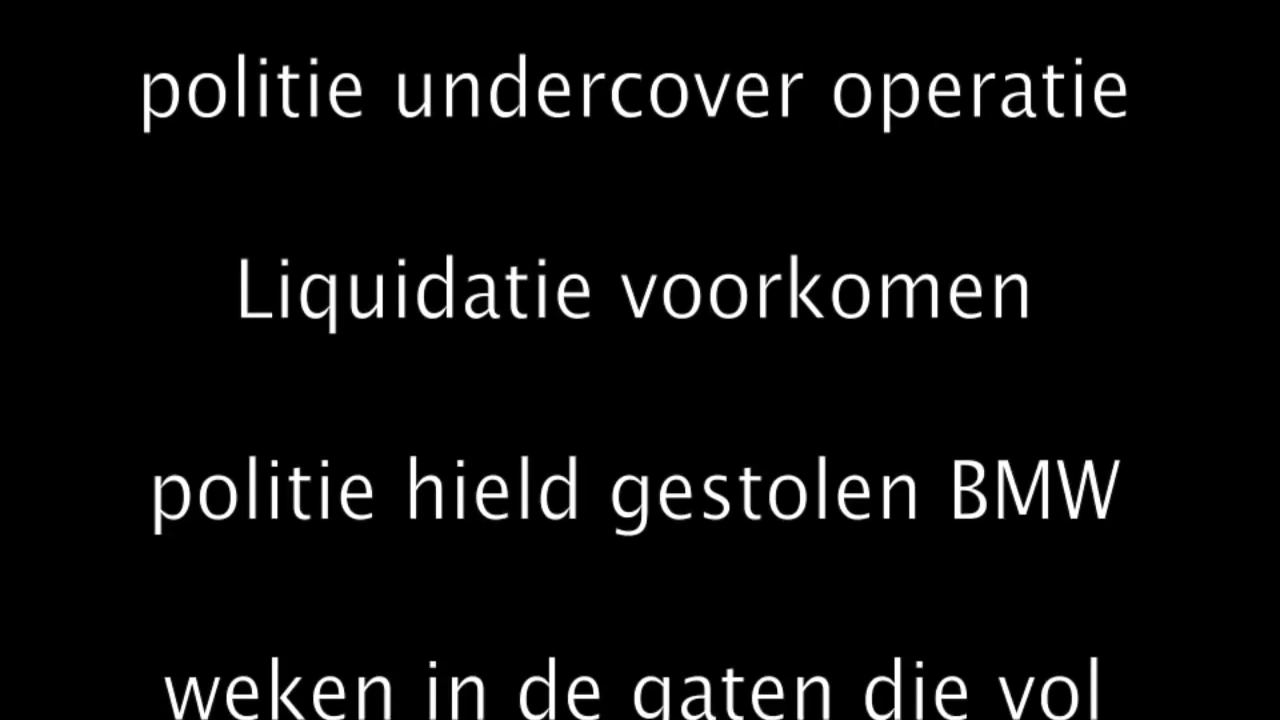 politie undercover operatie
Liquidatie voorkomen
politie hield gestolen BMW
weken in de gaten die vol